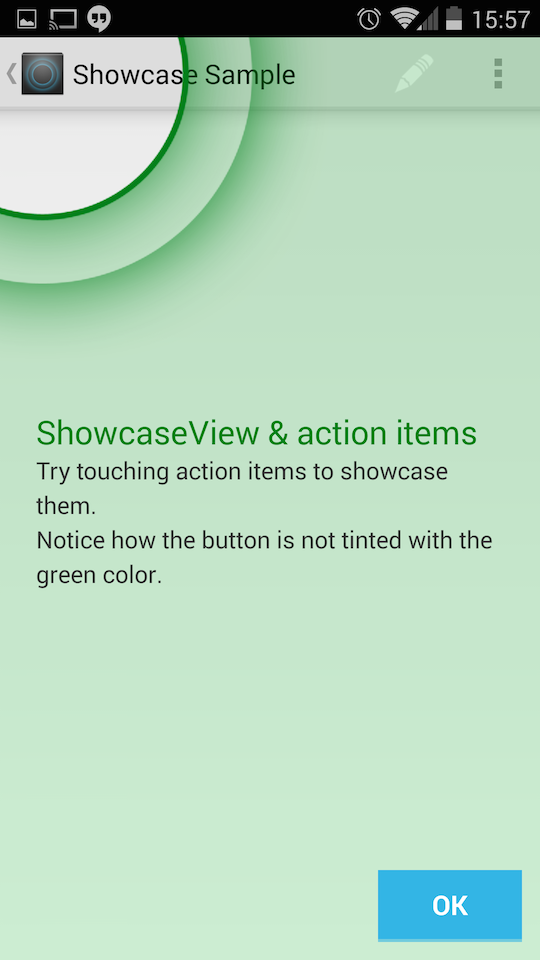 15:57
Showcase Sample
ShowcaseView & action items
Try touching action items to showcase
them.
Notice how the button is not tinted with the
green color.
OK